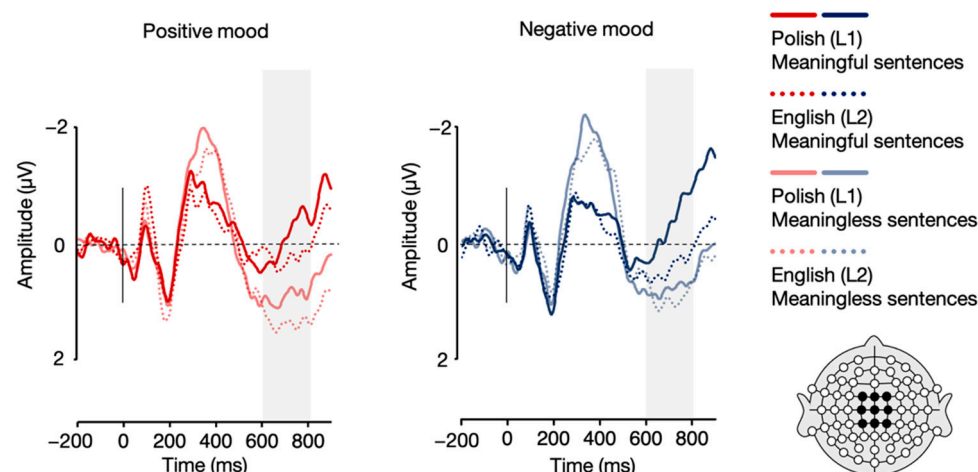 Positive mood
Amplitude (µV)
−2
0
2
−200 0 200 400 600 800
Time (ms)
Negative mood
Amplitude (µV)
−2
0
2
−200 0 200 400 600 800
Time (ms)
Polish (L1)
Meaningful sentences
English (L2)
Meaningful sentences
Polish (L1)
Meaningless sentences
English (L2)
Meaningless sentences